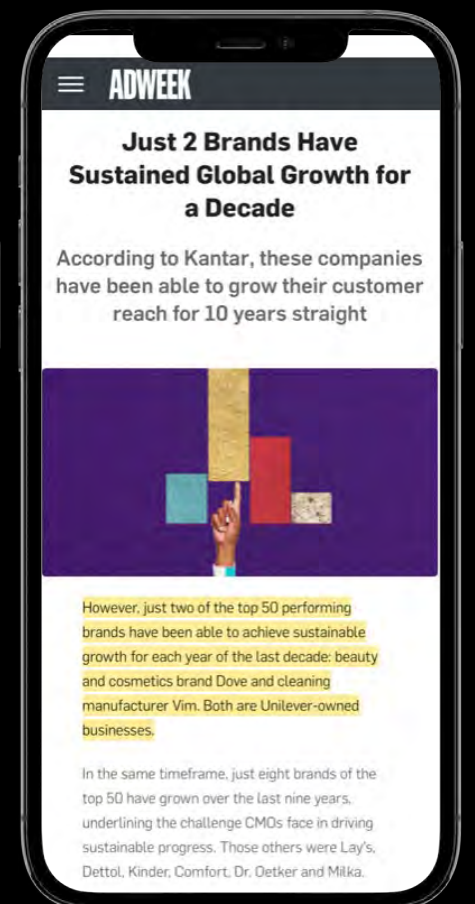 ADWEEK
Just 2 Brands Have
Sustained Global Growth for
a Decade
According to Kantar, these companies
have been able to grow their customer
reach for 10 years straight
However, just two of the top 50 performing
brands have been able to achieve sustainable
growth for each year of the last decade: beauty
and cosmetics brand Dove and cleaning
manufacturer Vim. Both are Unilever-owned
businesses.
In the same timeframe, just eight brands of the
top 50 have grown over the last nine years,
underlining the challenge CMOs face in driving
sustainable progress. Those others were Lay's,
Dettol, Kinder, Comfort, Dr. Oetker and Milka.